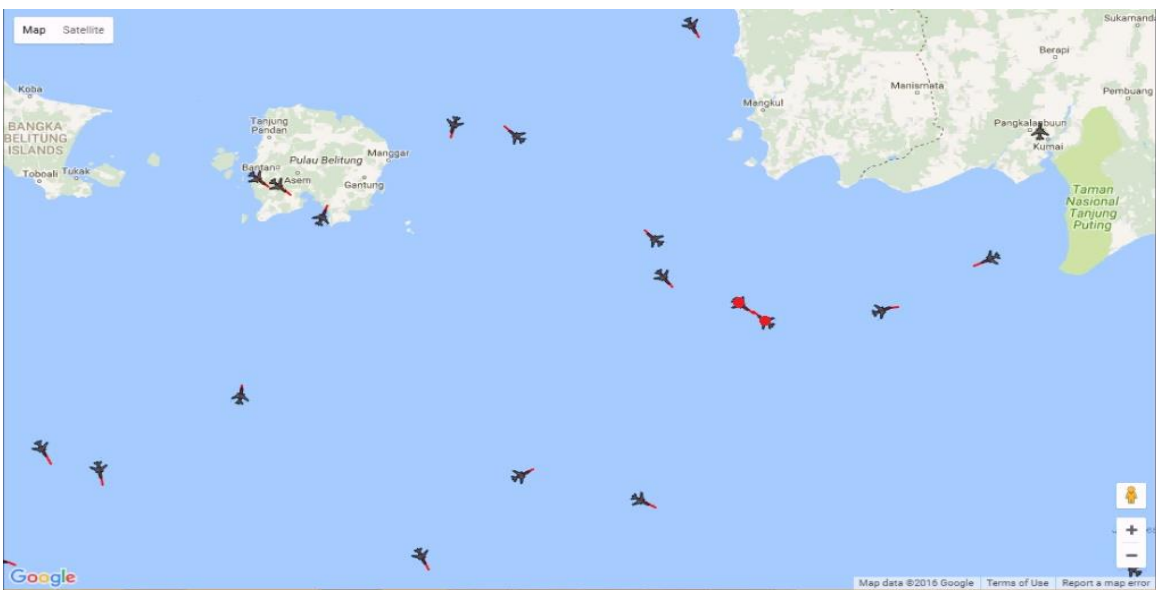 Map Satellite
Sukamand
Berapi
Koba
Manismata
Pembuang
Mangkul
Tanjung
Pandan
Pangkalanbuun
BANGKA
BELITUNG
ISLANDS
Kumai
Manggar
Pulau Belitung
Bantan
Toboali Tukak
Asem
Gantung
Taman
Nasional
Tanjung
Puting
+
−
Google
Map data ©2016 Google Terms of Use Report a map error